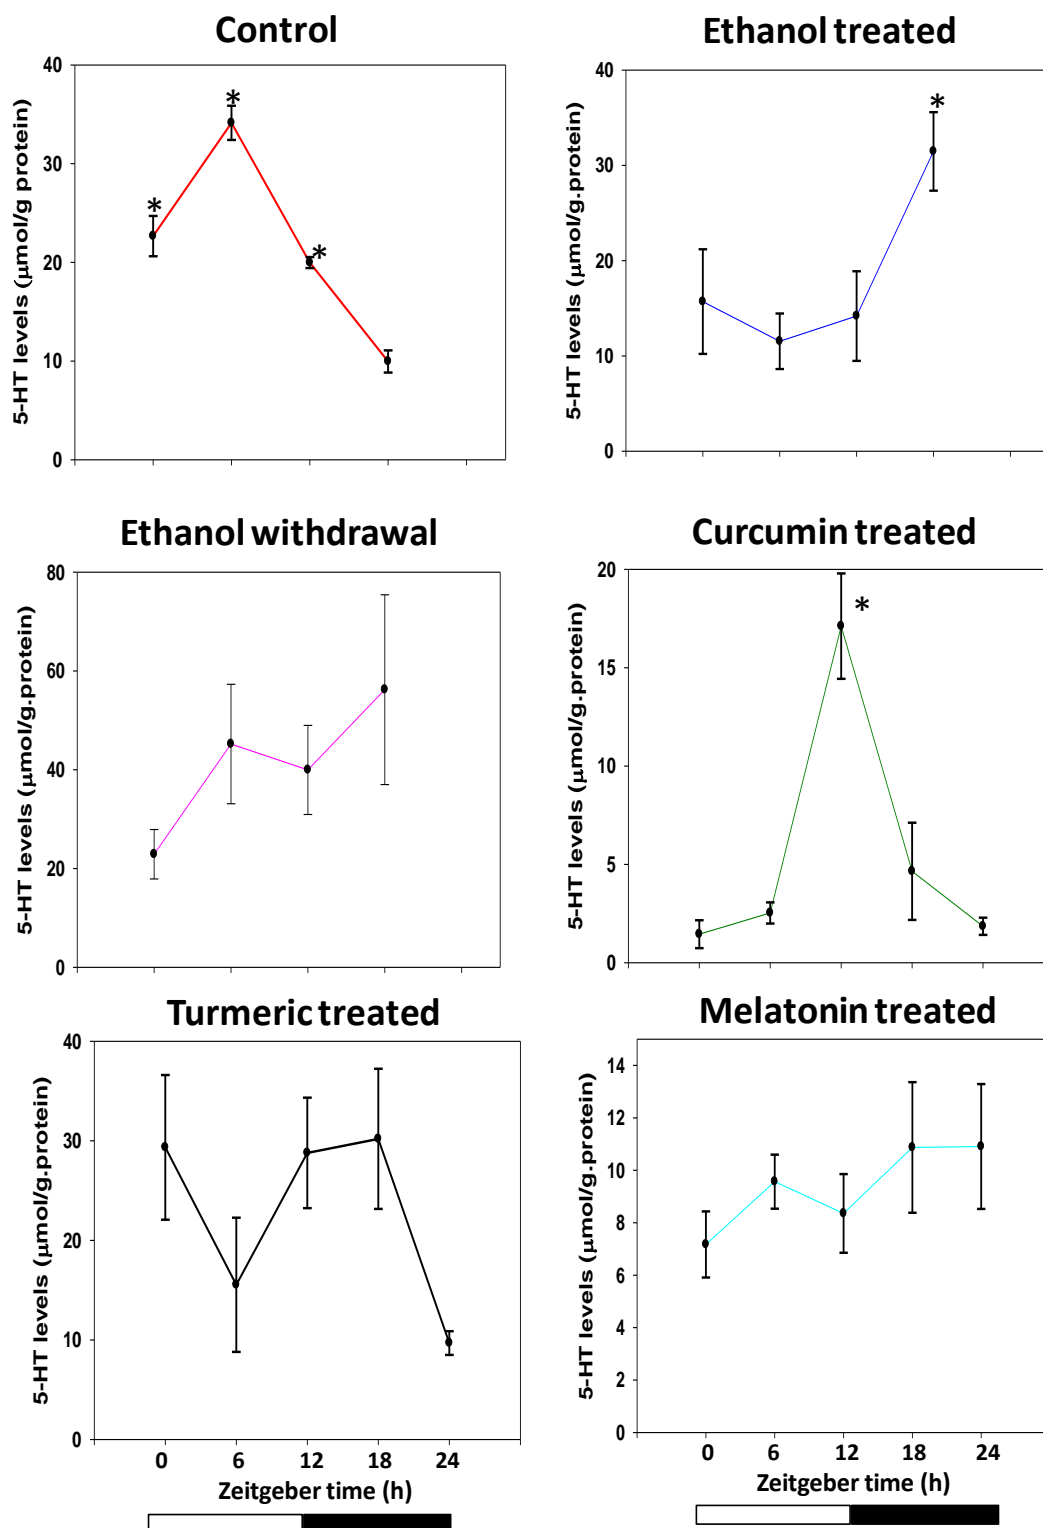 Control
5-HT levels (μmol/g protein)
40
30
20
10
0
*
*
*
Ethanol treated
5-HT levels (μmol/g.protein)
40
30
20
10
0
*
Ethanol withdrawal
5-HT levels (μmol/g.protein)
80
60
40
20
0
Curcumin treated
5-HT levels (μmol/g.protein)
20
15
10
5
0
*
Turmeric treated
5-HT levels (μmol/g.protein)
40
30
20
10
0
0 6 12 18 24
Zeitgeber time (h)
Melatonin treated
5-HT levels (μmol/g.protein)
14
12
10
8
6
4
2
0
0 6 12 18 24
Zeitgeber time (h)